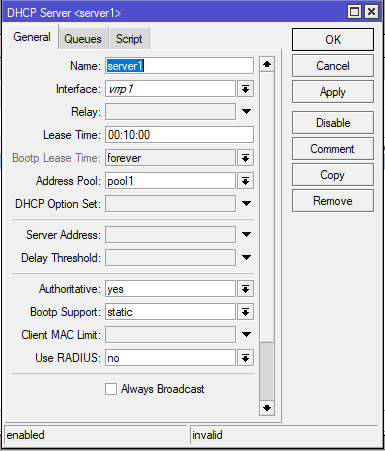 DHCP Server <server1>
General
Queues
Script
Name: server1
Interface: vrrp1
Relay:
Lease Time: 00:10:00
Bootp Lease Time: forever
Address Pool: pool1
DHCP Option Set:
Server Address:
Delay Threshold:
Authoritative: yes
Bootp Support: static
Client MAC Limit:
Use RADIUS: no
Always Broadcast
OK
Cancel
Apply
Disable
Comment
Copy
Remove
enabled
invalid